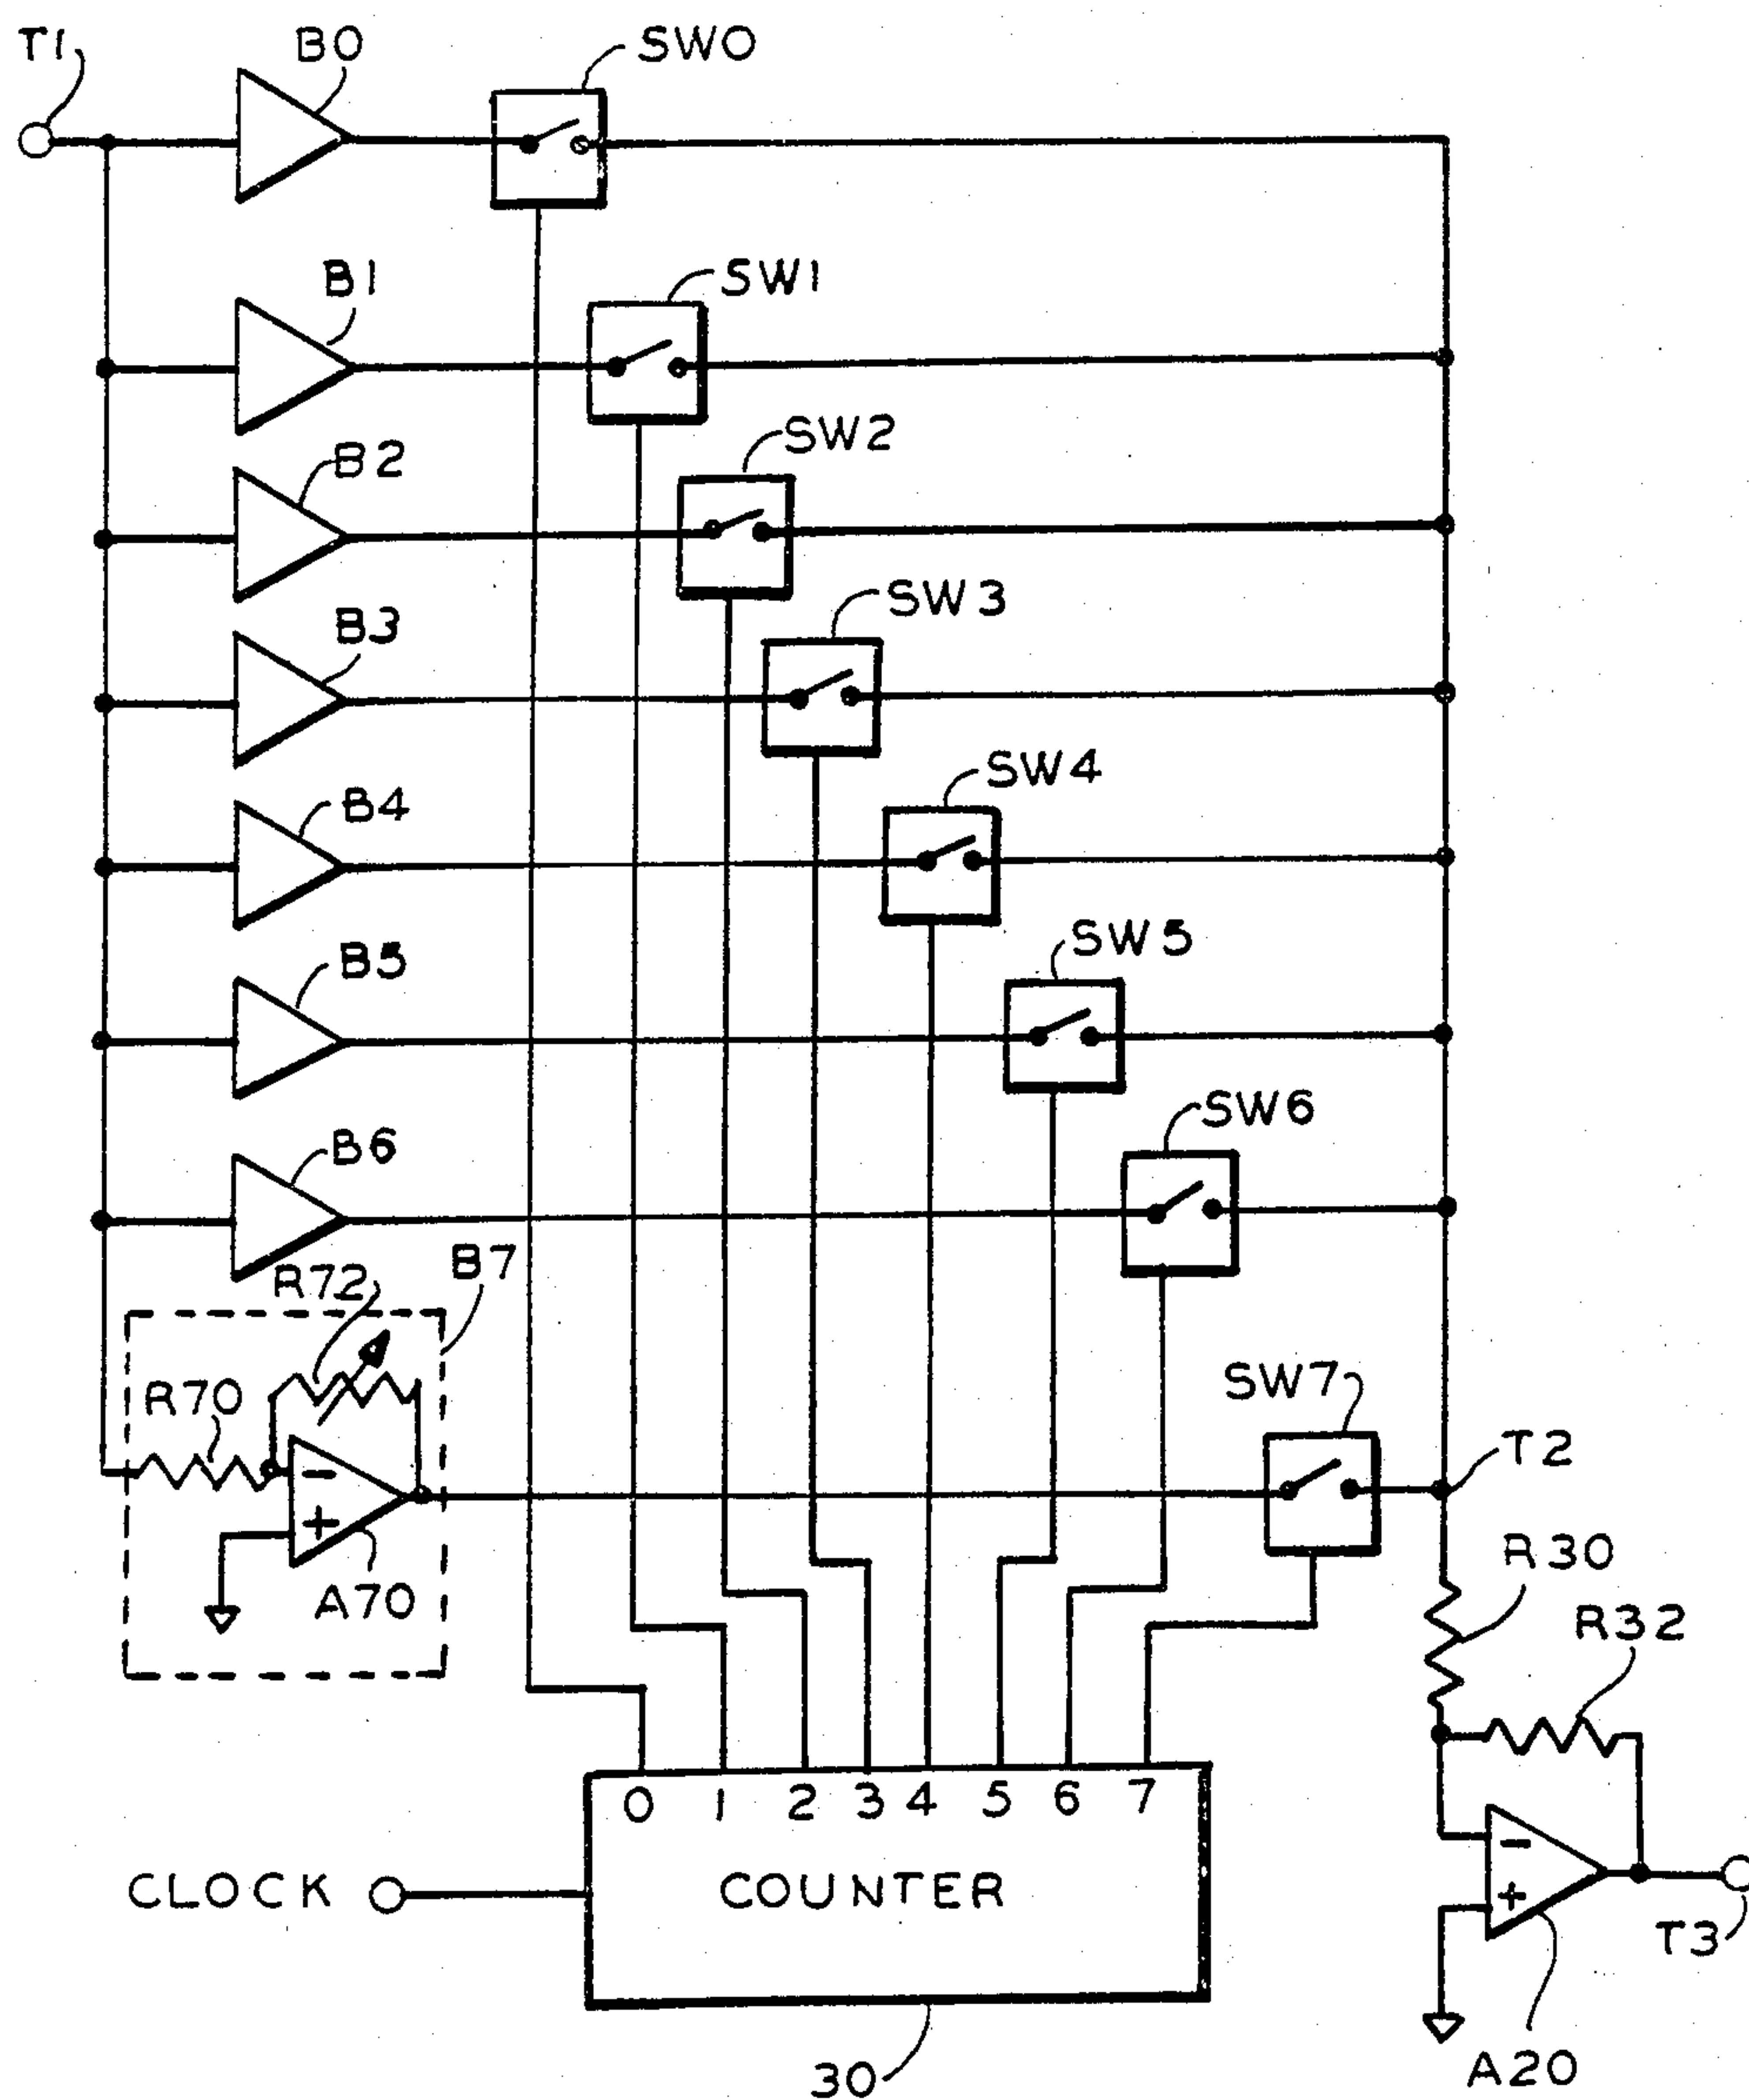 T1
B0
SW0
B1
SW1
B2
SW2
B3
SW3
B4
SW4
B5
SW5
B6
SW6
B7
R72
R70
SW7
T2
- 
+
A70
R30
R32
0 1 2 3 4 5 6 7
CLOCK
COUNTER
-
+
T3
30
A20